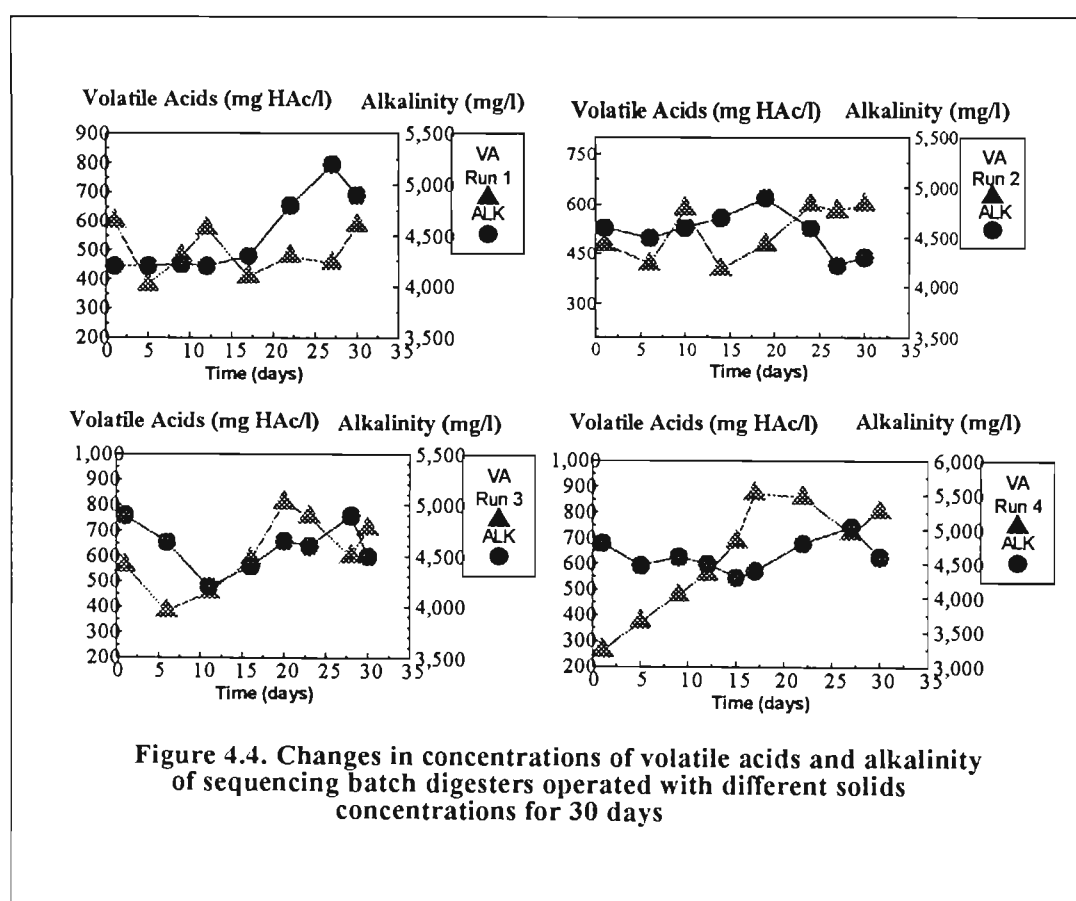 Volatile Acids (mg HAc/l) Alkalinity (mg/l)
900
800
700
600
500
400
300
200
5,500
5,000
4,500
4,000
3,500
0 5 10 15 20 25 30 35
Time (days)
VA
Run 1
ALK
Volatile Acids (mg HAc/l) Alkalinity (mg/l)
750
600
450
300
5,500
5,000
4,500
4,000
3,500
0 5 10 15 20 25 30 35
Time (days)
VA
Run 2
ALK
Volatile Acids (mg HAc/l) Alkalinity (mg/l)
1,000
900
800
700
600
500
400
300
200
5,500
5,000
4,500
4,000
3,500
0 5 10 15 20 25 30 35
Time (days)
VA
Run 3
ALK
Volatile Acids (mg HAc/l) Alkalinity (mg/l)
1,000
900
800
700
600
500
400
300
200
6,000
5,500
5,000
4,500
4,000
3,500
3,000
0 5 10 15 20 25 30 35
Time (days)
VA
Run 4
ALK
Figure 4.4. Changes in concentrations of volatile acids and alkalinity
of sequencing batch digesters operated with different solids
concentrations for 30 days